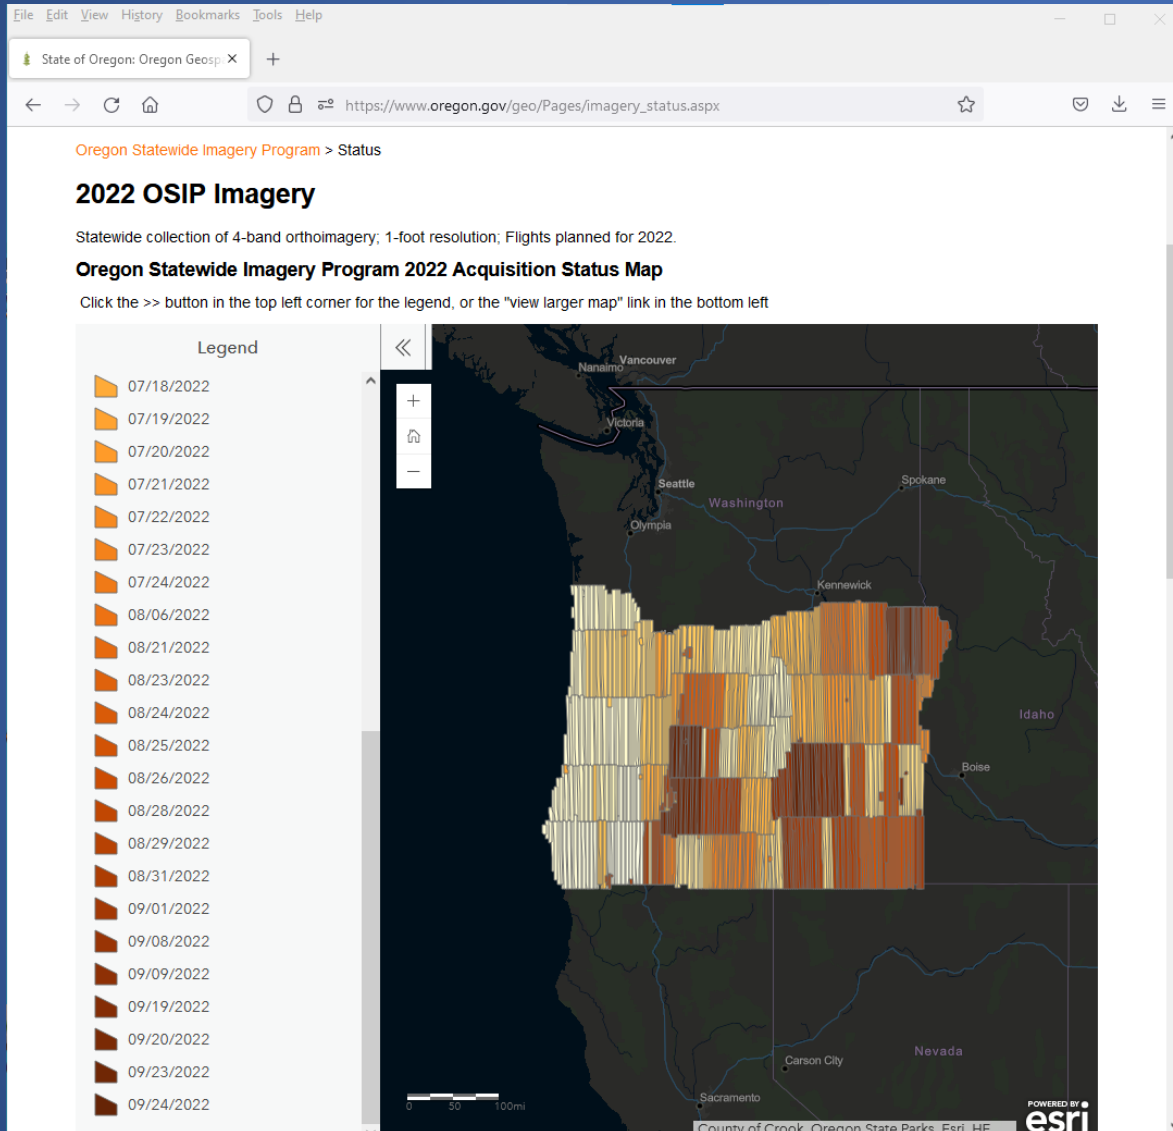 File Edit View History Bookmarks Tools Help
State of Oregon: Oregon Geosp
https://www.oregon.gov/geo/Pages/imagery_status.aspx
Oregon Statewide Imagery Program > Status
2022 OSIP Imagery
Statewide collection of 4-band orthoimagery; 1-foot resolution; Flights planned for 2022.
Oregon Statewide Imagery Program 2022 Acquisition Status Map
Click the >> button in the top left corner for the legend, or the "view larger map" link in the bottom left
Legend
07/18/2022
07/19/2022
07/20/2022
07/21/2022
07/22/2022
07/23/2022
07/24/2022
08/06/2022
08/21/2022
08/23/2022
08/24/2022
08/25/2022
08/26/2022
08/28/2022
08/29/2022
08/31/2022
09/01/2022
09/08/2022
09/09/2022
09/19/2022
09/20/2022
09/23/2022
09/24/2022
Vancouver
Nanaimo
Victoria
Seattle
Spokane
Washington
Olympia
Kennewick
Idaho
Boise
Nevada
Carson City
Sacramento
0 50 100mi
POWERED BY
esri
County of Crook, Oregon State Parks, Esri, HE